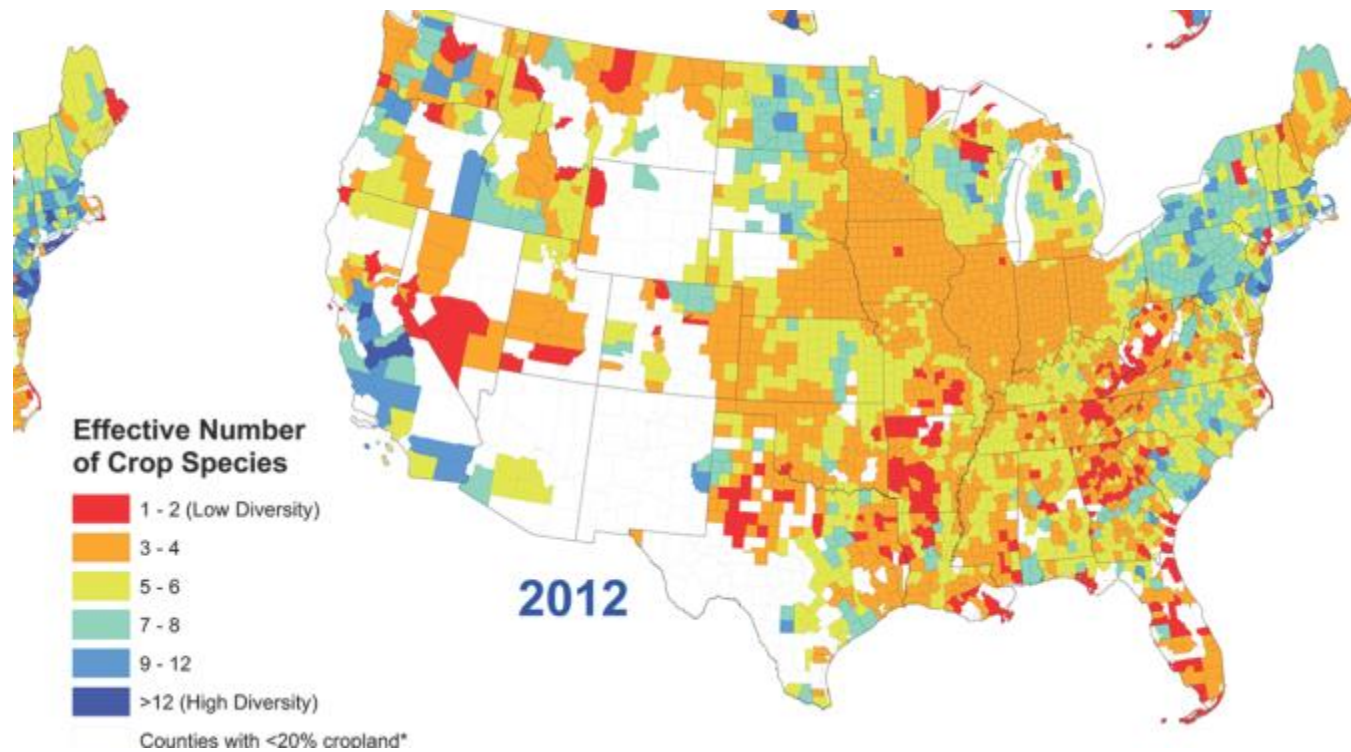 Effective Number
of Crop Species
1 - 2 (Low Diversity)
3 - 4
5 - 6
7 - 8
9 - 12
>12 (High Diversity)
Counties with <20% cropland*
2012